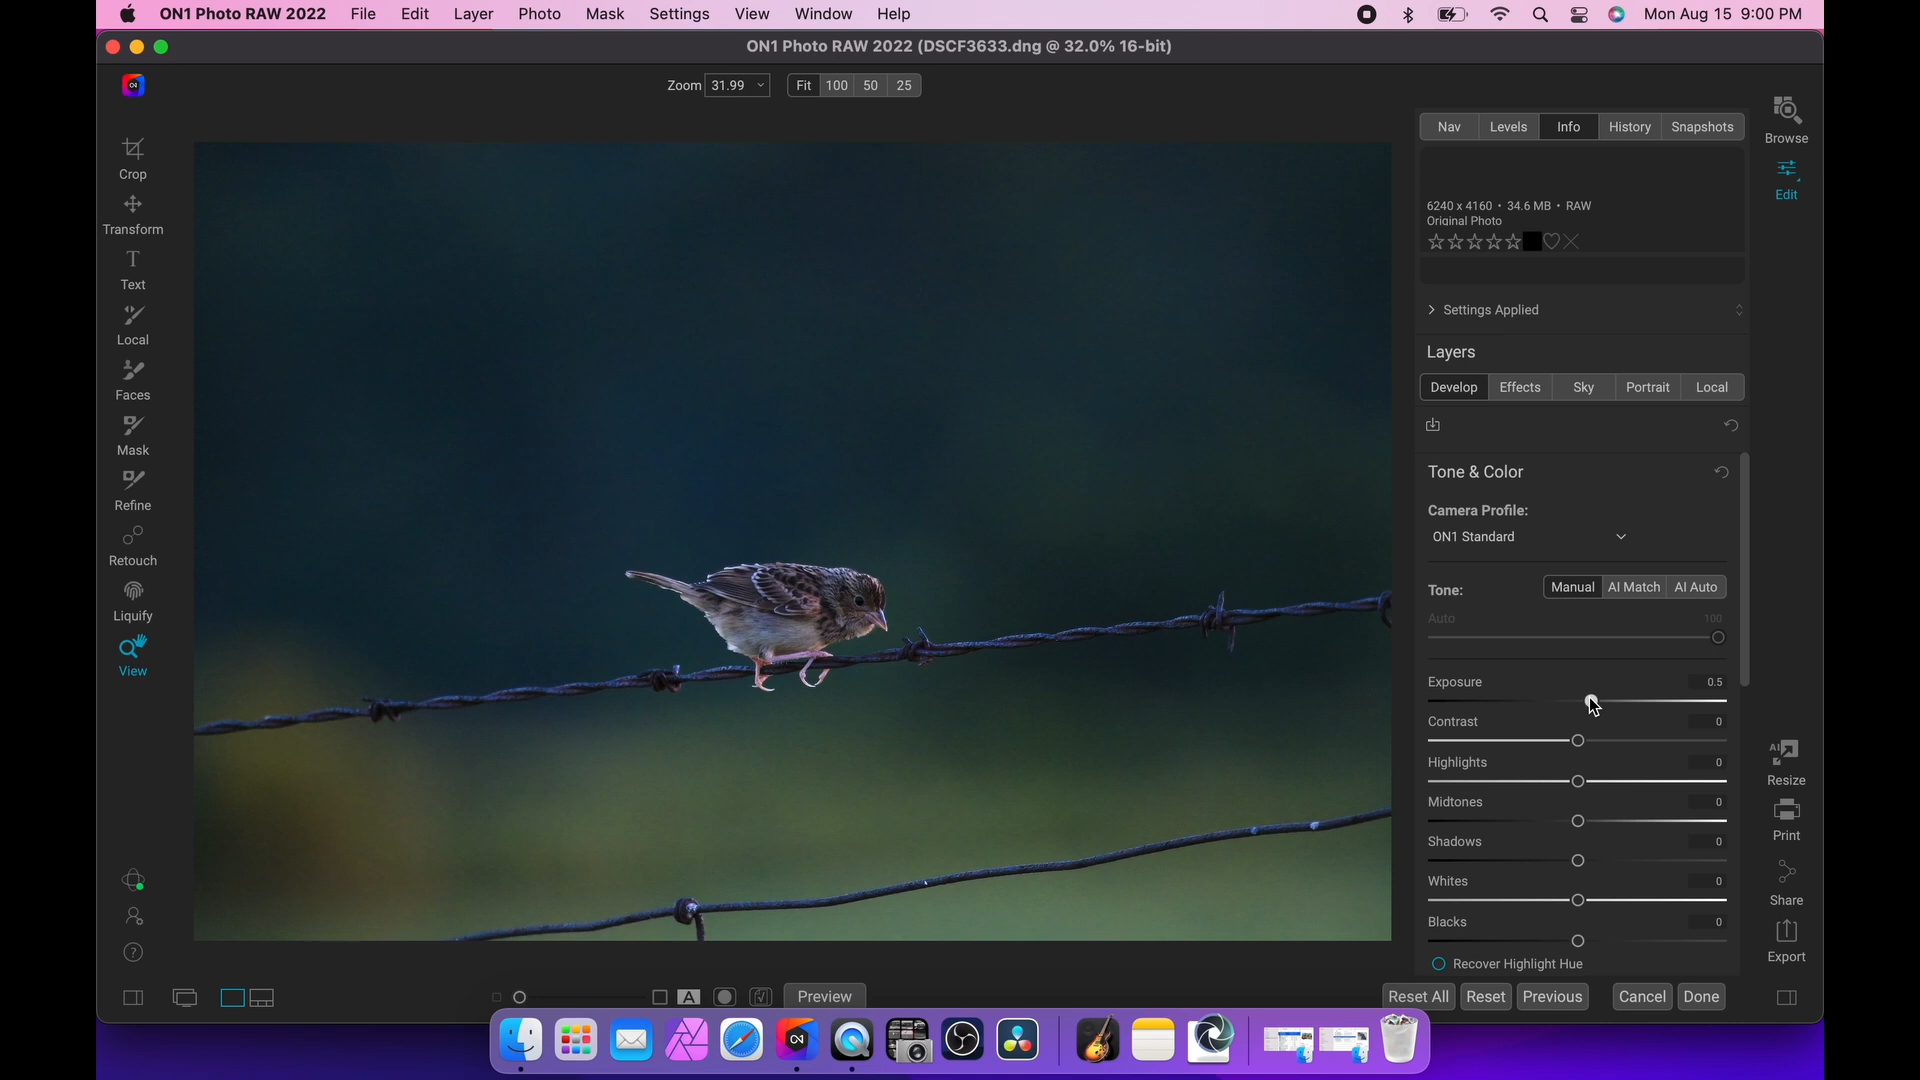 ON1 Photo RAW 2022 File Edit Layer Photo Mask Settings View Window Help Mon Aug 15 9:00 PM
ON1 Photo RAW 2022 (DSCF3633.dng @ 32.0% 16-bit)
Zoom 31.99 Fit 100 50 25
Crop
Transform
Text
Local
Faces
Mask
Refine
Retouch
Liquify
View
Nav Levels Info History Snapshots
6240 x 4160 • 34.6 MB • RAW
Original Photo
Settings Applied
Layers
Develop Effects Sky Portrait Local
Tone & Color
Camera Profile:
ON1 Standard
Tone: Manual AI Match AI Auto
Auto 100
Exposure 0.5
Contrast 0
Highlights 0
Midtones 0
Shadows 0
Whites 0
Blacks 0
Recover Highlight Hue
Browse
Edit
AI
Resize
Print
Share
Export
A Preview Reset All Reset Previous Cancel Done